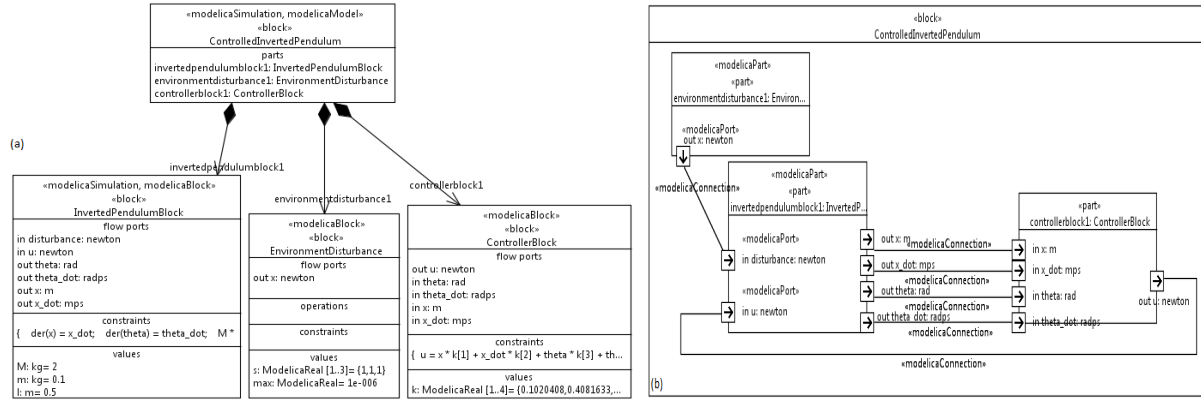 (a)
«modelicaSimulation, modelicaModel»
«block»
ControlledInvertedPendulum
parts
invertedpendulumblock1: InvertedPendulumBlock
environmentdisturbance1: EnvironmentDisturbance
controllerblock1: ControllerBlock
invertedpendulumblock1
environmentdisturbance1
controllerblock1
«modelicaSimulation, modelicaBlock»
«block»
InvertedPendulumBlock
flow ports
in disturbance: newton
in u: newton
out theta: rad
out theta_dot: radps
out x: m
out x_dot: mps
constraints
{ der(x) = x_dot; der(theta) = theta_dot; M *
values
M: kg= 2
m: kg= 0.1
l: m= 0.5
«modelicaBlock»
«block»
EnvironmentDisturbance
flow ports
out x: newton
operations
constraints
values
s: ModelicaReal [1..3]= {1,1,1}
max: ModelicaReal= 1e-006
«modelicaBlock»
«block»
ControllerBlock
flow ports
out u: newton
in theta: rad
in theta_dot: radps
in x: m
in x_dot: mps
constraints
{ u = x * k[1] + x_dot * k[2] + theta * k[3] + th...
values
k: ModelicaReal [1..4]= {0.1020408,0.4081633,...
(b)
«block»
ControlledInvertedPendulum
«modelicaPart»
«part»
environmentdisturbance1: Environ...
«modelicaPort»
out x: newton
«modelicaConnection»
«modelicaPart»
«part»
invertedpendulumblock1: InvertedP...
«modelicaPort»
in disturbance: newton
«modelicaPort»
in u: newton
out x: m
«modelicaConnection»
out x_dot: mps
«modelicaConnection»
out theta: rad
«modelicaConnection»
out theta_dot: radps
«modelicaConnection»
«part»
controllerblock1: ControllerBlock
in x: m
in x_dot: mps
in theta: rad
in theta_dot: radps
out u: newton
«modelicaConnection»